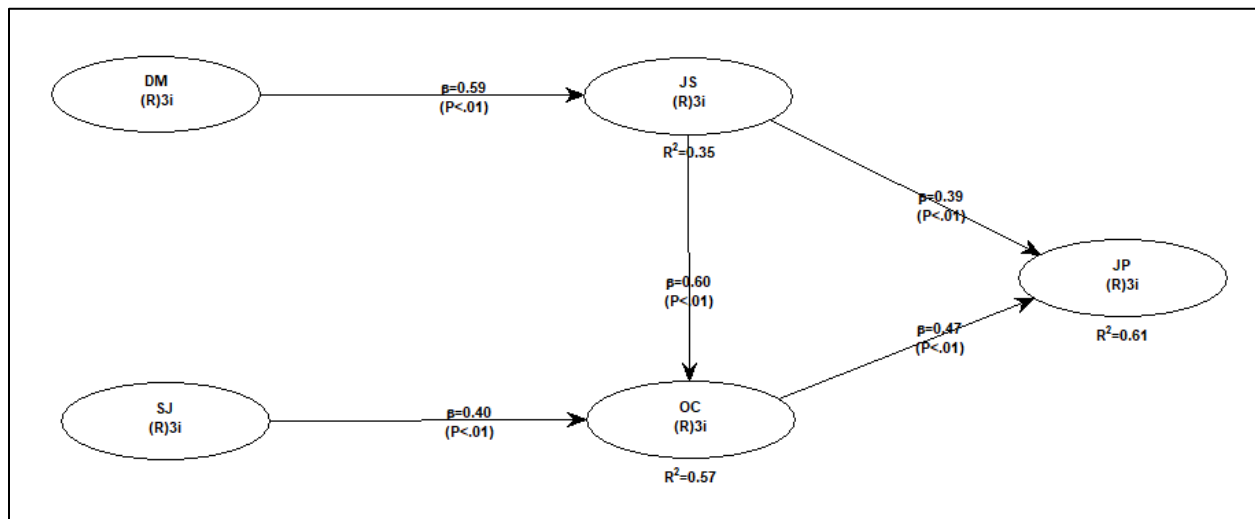 DM
(R)3i
β=0.59
(P<.01)
JS
(R)3i
R²=0.35
β=0.39
(P<.01)
β=0.60
(P<.01)
JP
(R)3i
R²=0.61
β=0.47
(P<.01)
SJ
(R)3i
β=0.40
(P<.01)
OC
(R)3i
R²=0.57